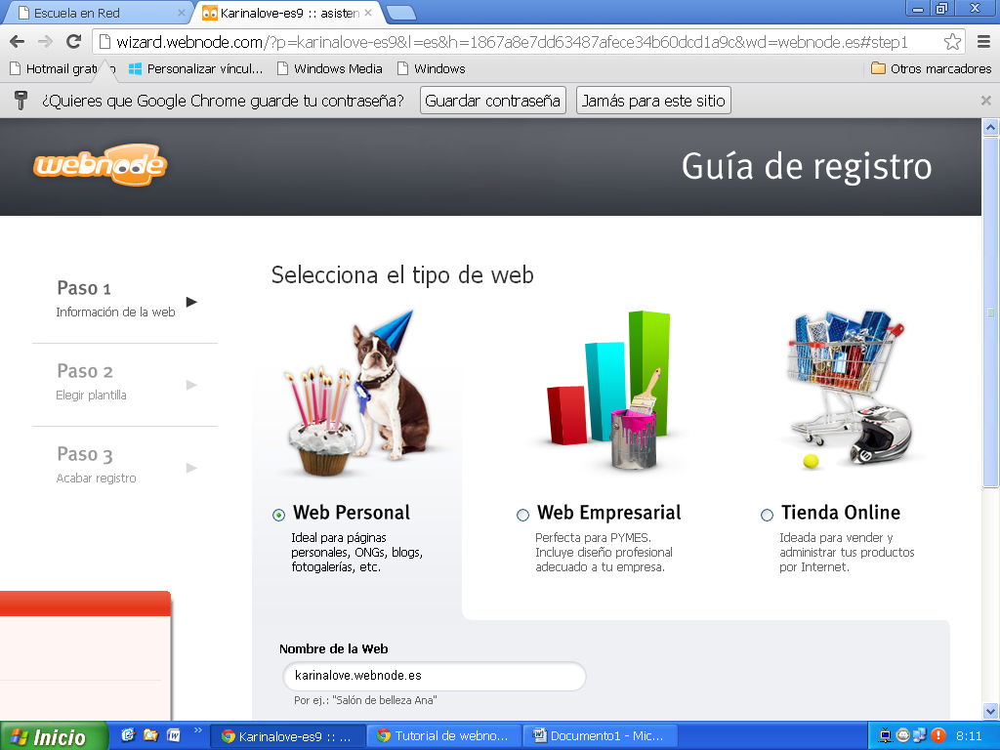 Escuela en Red
Karinalove-es9 :: asisten
wizard.webnode.com/?p=karinalove-es9&l=es&h=1867a8e7dd63487afece34b60dcd1a9c&wd=webnode.es#step1
Hotmail gratuito
Personalizar víncul...
Windows Media
Windows
Otros marcadores
¿Quieres que Google Chrome guarde tu contraseña?
Guardar contraseña
Jamás para este sitio
webnode
Guía de registro
Selecciona el tipo de web
Paso 1
Información de la web
Paso 2
Elegir plantilla
Paso 3
Acabar registro
Web Personal
Ideal para páginas
personales, ONGs, blogs,
fotogalerías, etc.
Web Empresarial
Perfecta para PYMES.
Incluye diseño profesional
adecuado a tu empresa.
Tienda Online
Ideada para vender y
administrar tus productos
por Internet.
Nombre de la Web
karinalove.webnode.es
Por ej.: "Salón de belleza Ana"
Inicio
Karinalove-es9 :: ...
Tutorial de webno...
Documento1 - Mic...
8:11